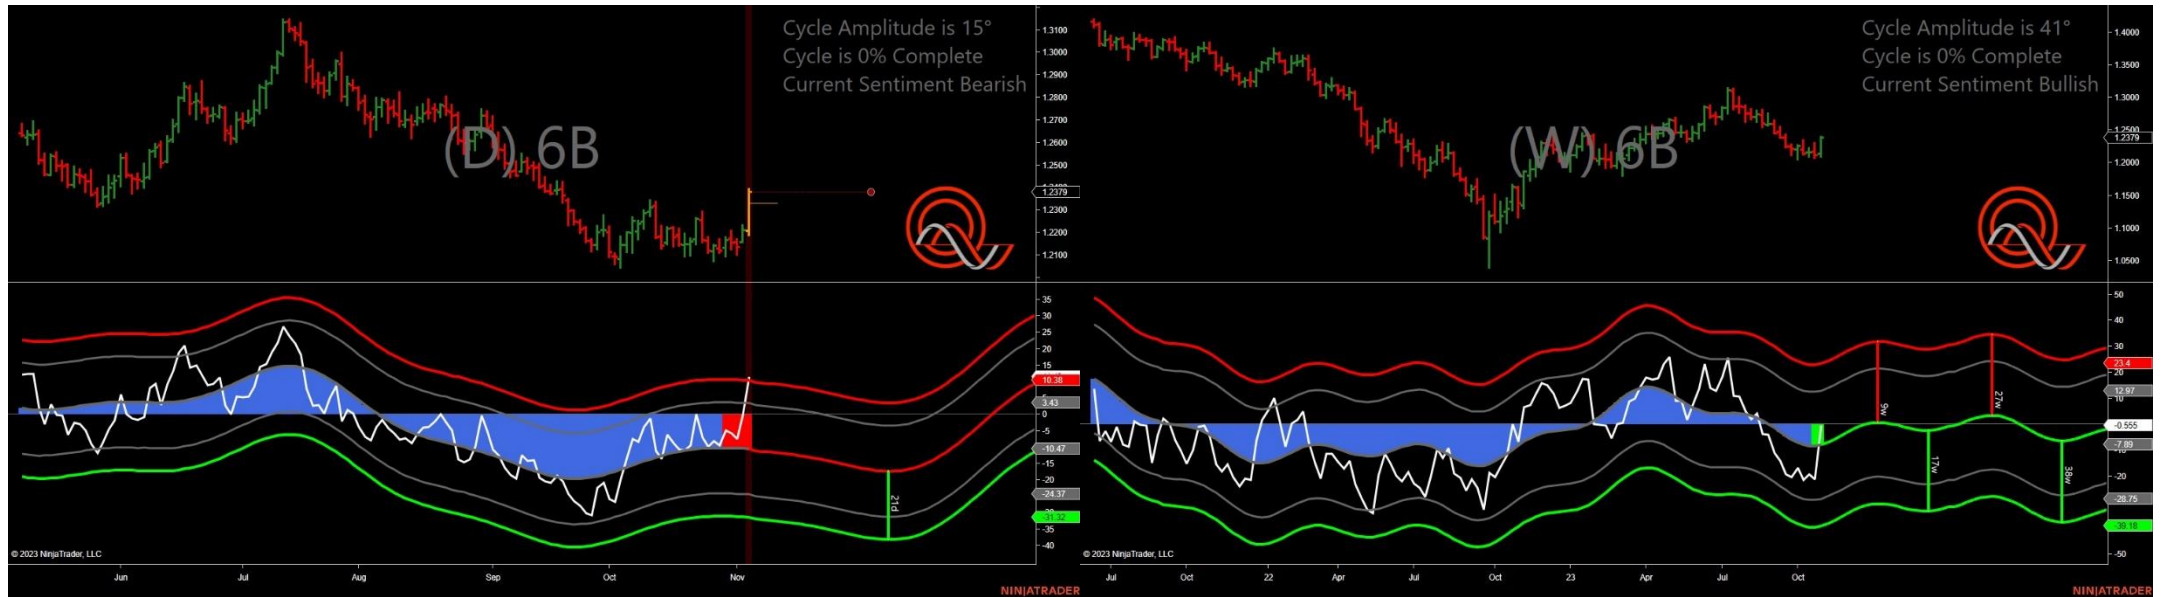 Cycle Amplitude is 15°
Cycle is 0% Complete
Current Sentiment Bearish
(D) 6B
1.3100
1.3000
1.2900
1.2800
1.2700
1.2600
1.2500
1.2379
1.2300
1.2200
1.2100
35
30
25
20
15
10.38
3.43
0
-5
-10.47
-15
-20
-24.37
-31.32
-35
-40
21d
© 2023 NinjaTrader, LLC
Jun
Jul
Aug
Sep
Oct
Nov
NINJATRADER
Cycle Amplitude is 41°
Cycle is 0% Complete
Current Sentiment Bullish
(W) 6B
1.4000
1.3500
1.3000
1.2500
1.2379
1.2000
1.1500
1.1000
1.0500
50
40
30
23.4
20
12.97
10
-0.555
-7.89
-20
-28.75
-39.18
-50
9w
17w
27w
38w
© 2023 NinjaTrader, LLC
Jul
Oct
22
Apr
Jul
Oct
23
Apr
Jul
Oct
NINJATRADER